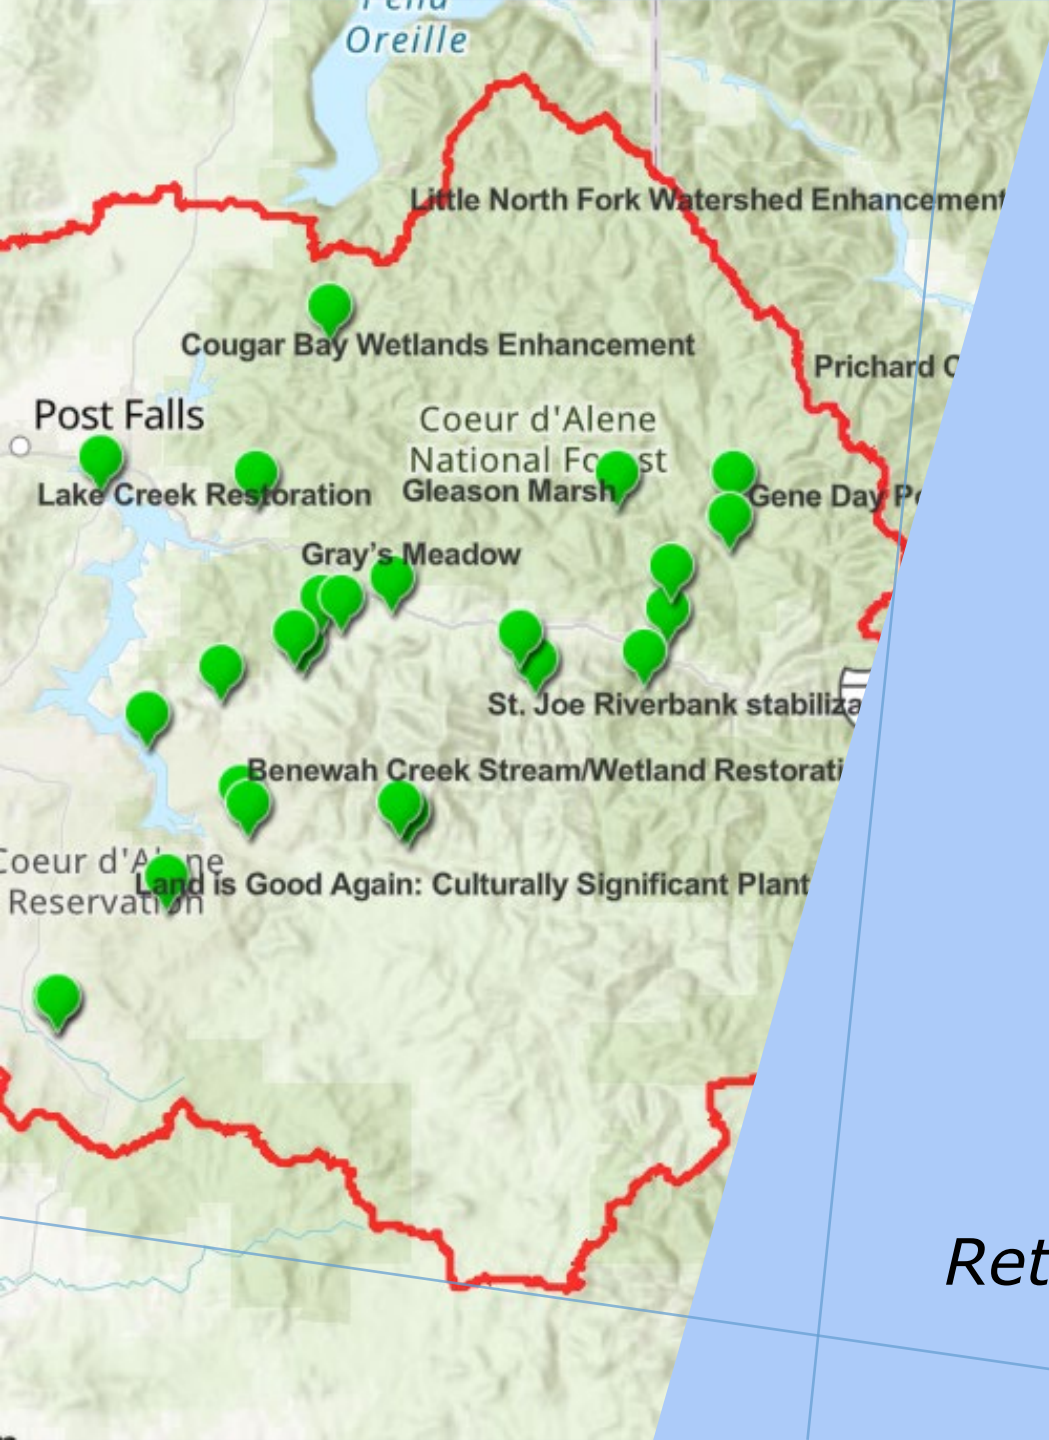 Oreille
Little North Fork Watershed Enhancement
Cougar Bay Wetlands Enhancement
Prichard
Post Falls
Coeur d'Alene
National Forest
Lake Creek Restoration
Gleason Marsh
Gene Day
Gray's Meadow
St. Joe Riverbank stabiliza
Benewah Creek Stream/Wetland Restorati
Coeur d'Alene
Reservation
Land is Good Again: Culturally Significant Plant
Ret